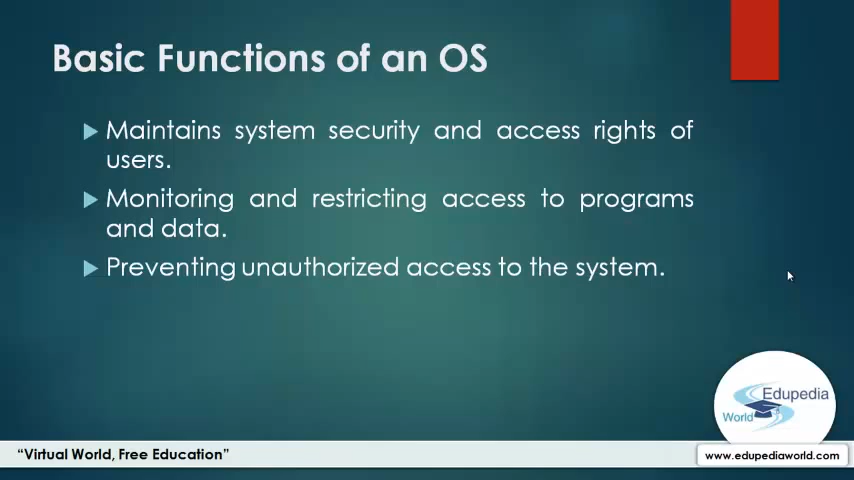 Basic Functions of an OS
Maintains system security and access rights of
users.
Monitoring and restricting access to programs
and data.
Preventing unauthorized access to the system.
Edupedia
World
“Virtual World, Free Education”
www.edupediaworld.com